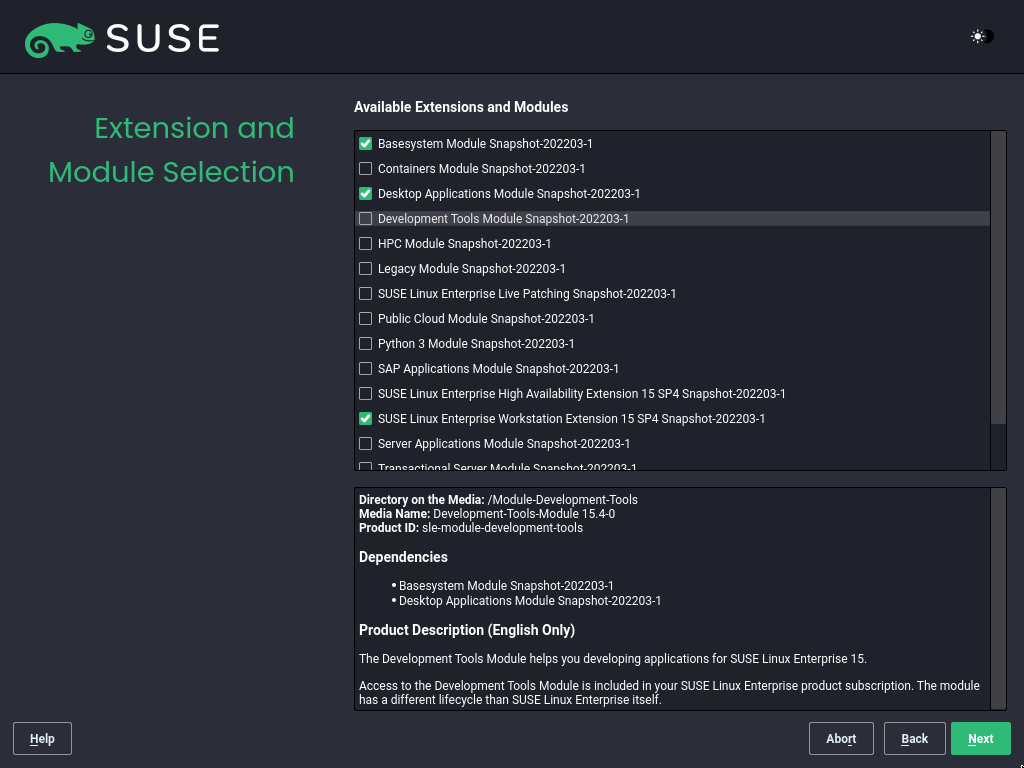 SUSE
Extension and
Module Selection
Available Extensions and Modules
Basesystem Module Snapshot-202203-1
Containers Module Snapshot-202203-1
Desktop Applications Module Snapshot-202203-1
Development Tools Module Snapshot-202203-1
HPC Module Snapshot-202203-1
Legacy Module Snapshot-202203-1
SUSE Linux Enterprise Live Patching Snapshot-202203-1
Public Cloud Module Snapshot-202203-1
Python 3 Module Snapshot-202203-1
SAP Applications Module Snapshot-202203-1
SUSE Linux Enterprise High Availability Extension 15 SP4 Snapshot-202203-1
SUSE Linux Enterprise Workstation Extension 15 SP4 Snapshot-202203-1
Server Applications Module Snapshot-202203-1
Transactional Server Module Snapshot-202203-1
Directory on the Media: /Module-Development-Tools
Media Name: Development-Tools-Module 15.4-0
Product ID: sle-module-development-tools
Dependencies
• Basesystem Module Snapshot-202203-1
• Desktop Applications Module Snapshot-202203-1
Product Description (English Only)
The Development Tools Module helps you developing applications for SUSE Linux Enterprise 15.
Access to the Development Tools Module is included in your SUSE Linux Enterprise product subscription. The module
has a different lifecycle than SUSE Linux Enterprise itself.
Help
Abort
Back
Next